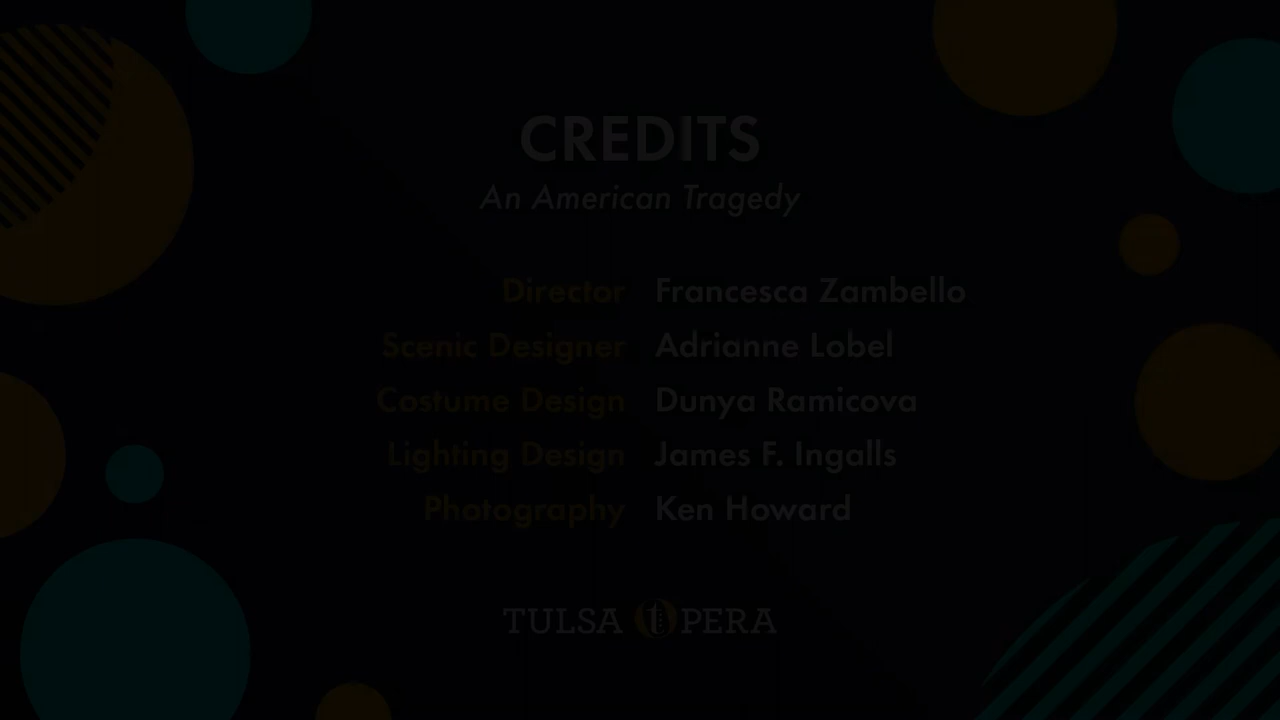 CREDITS
An American Tragedy
Director Francesca Zambello
Scenic Designer Adrianne Lobel
Costume Design Dunya Ramicova
Lighting Design James F. Ingalls
Photography Ken Howard
TULSA OPERA